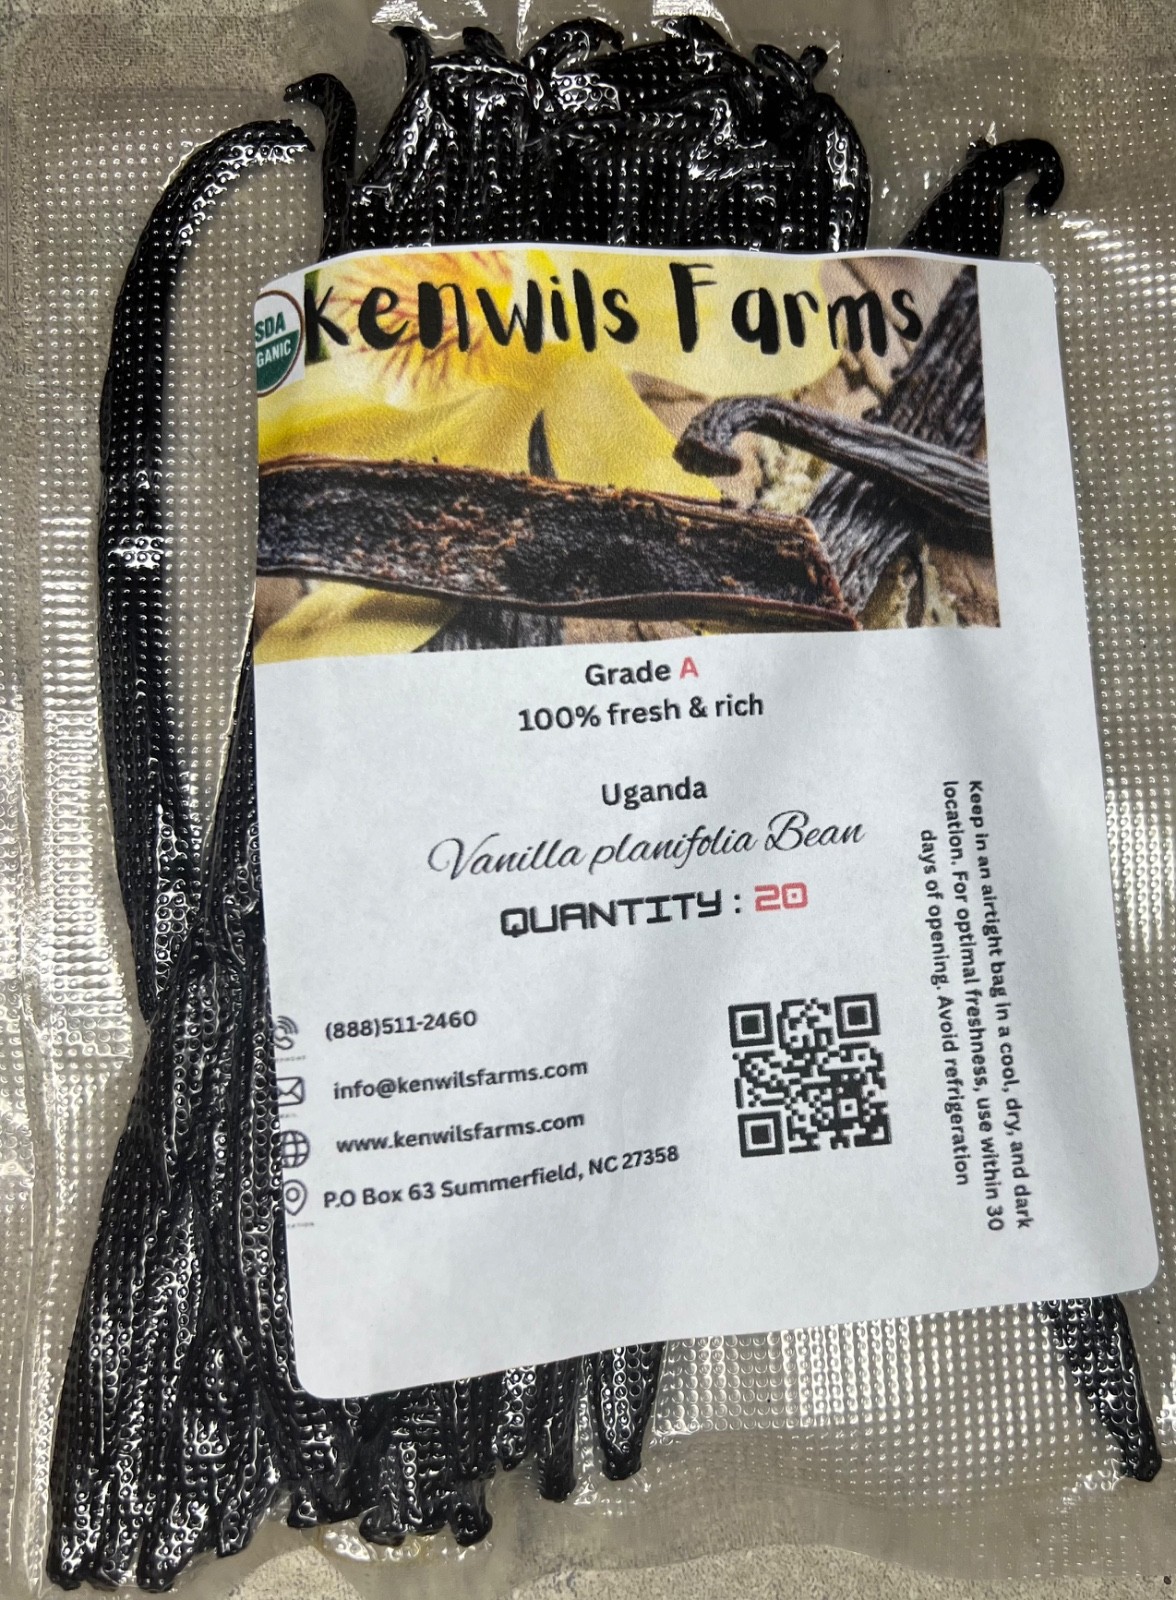 Kenwils Farms
SDA
GANIC
Grade A
100% fresh & rich
Uganda
Vanilla planifolia Bean
QUANTITY : 20
(888)511-2460
info@kenwilsfarms.com
www.kenwilsfarms.com
P.O Box 63 Summerfield, NC 27358
Keep in an airtight bag in a cool, dry, and dark
location. For optimal freshness, use within 30
days of opening. Avoid refrigeration